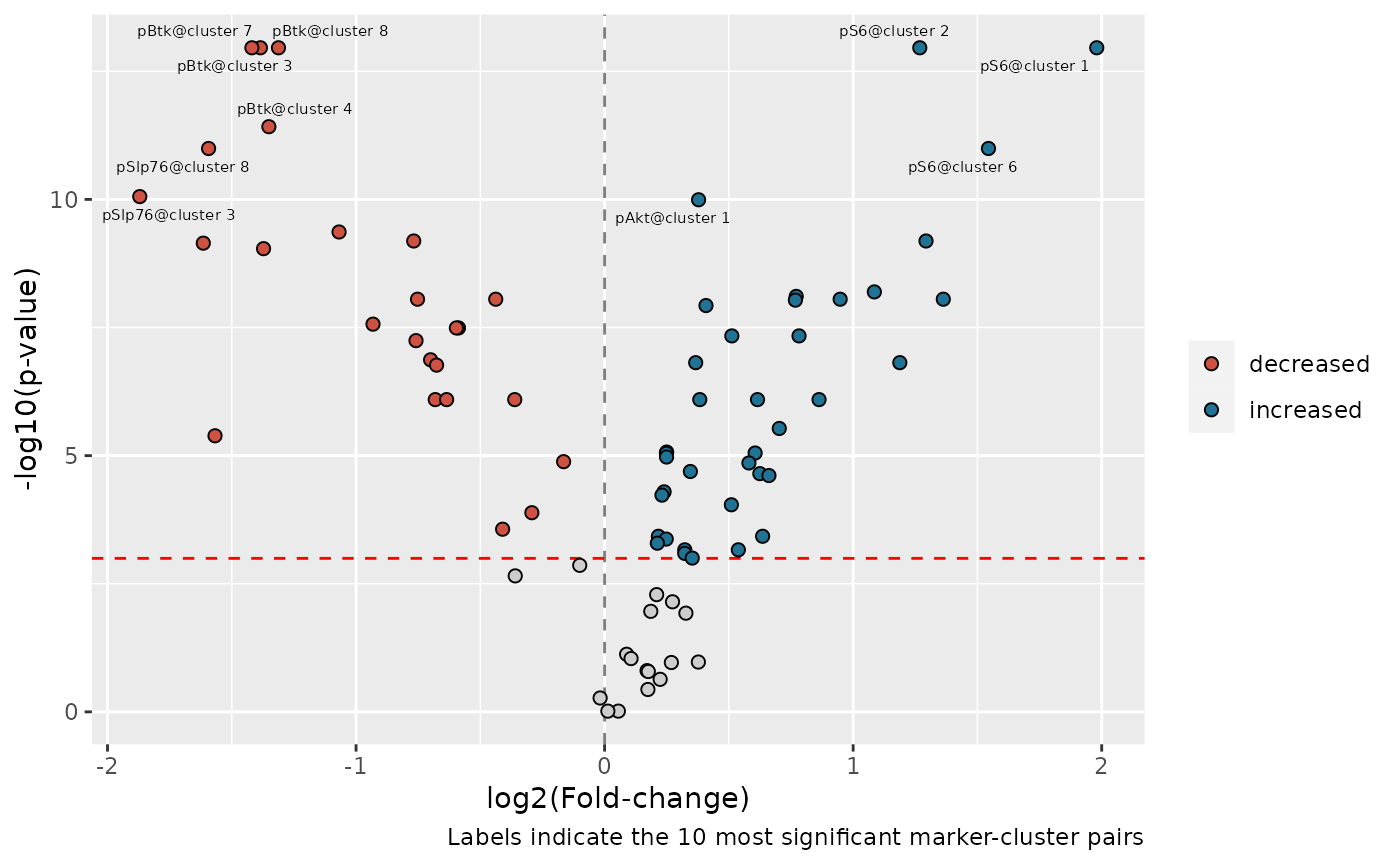 pBtk@cluster 7
pBtk@cluster 8
pS6@cluster 2
pBtk@cluster 3
pS6@cluster 1
pBtk@cluster 4
pSlp76@cluster 8
pS6@cluster 6
pSlp76@cluster 3
pAkt@cluster 1
10
5
0
-log10(p-value)
decreased
increased
-2
-1
0
1
2
log2(Fold-change)
Labels indicate the 10 most significant marker-cluster pairs